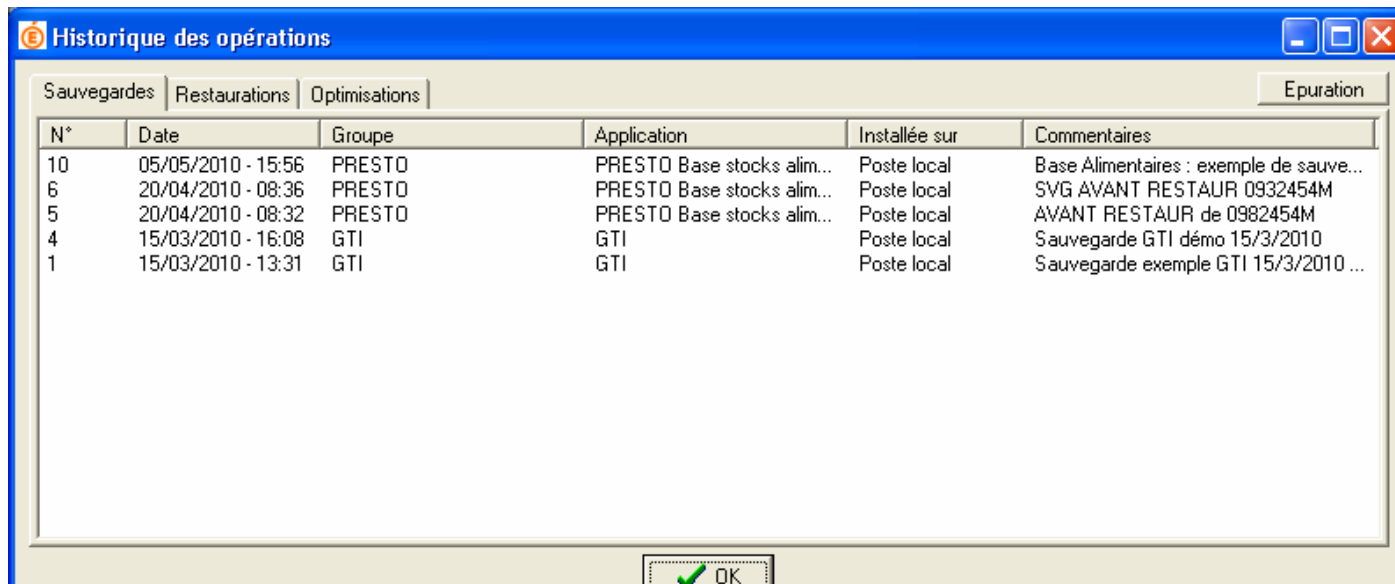 É Historique des opérations
Sauvegardes Restaurations Optimisations Epuration
N° Date Groupe Application Installée sur Commentaires
10 05/05/2010 - 15:56 PRESTO PRESTO Base stocks alim... Poste local Base Alimentaires : exemple de sauve...
6 20/04/2010 - 08:36 PRESTO PRESTO Base stocks alim... Poste local SVG AVANT RESTAUR 0932454M
5 20/04/2010 - 08:32 PRESTO PRESTO Base stocks alim... Poste local AVANT RESTAUR de 0982454M
4 15/03/2010 - 16:08 GTI GTI Poste local Sauvegarde GTI démo 15/3/2010
1 15/03/2010 - 13:31 GTI GTI Poste local Sauvegarde exemple GTI 15/3/2010 ...
OK